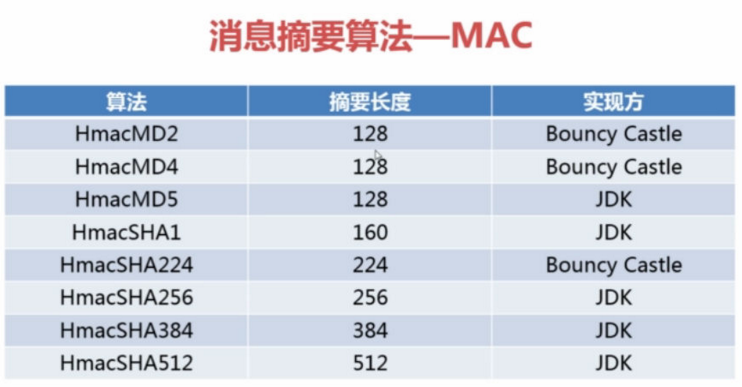 消息摘要算法—MAC
算法 摘要长度 实现方
HmacMD2 128 Bouncy Castle
HmacMD4 128 Bouncy Castle
HmacMD5 128 JDK
HmacSHA1 160 JDK
HmacSHA224 224 Bouncy Castle
HmacSHA256 256 JDK
HmacSHA384 384 JDK
HmacSHA512 512 JDK